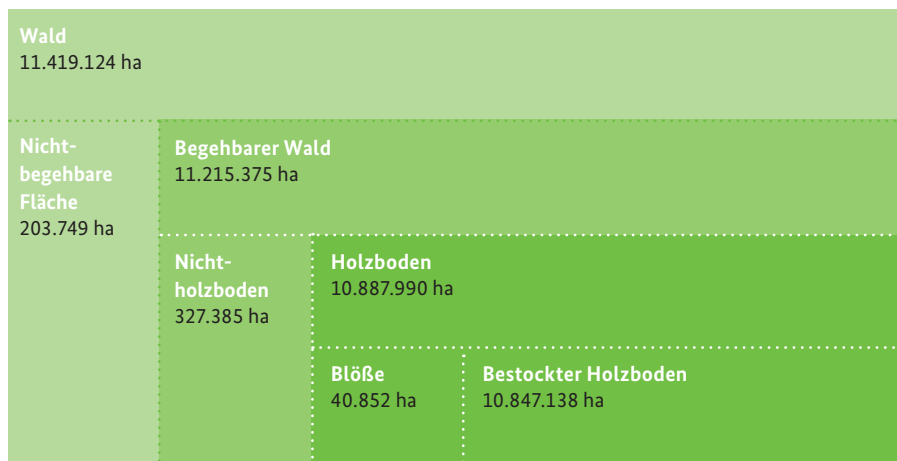 Wald
11.419.124 ha
Nicht-
begehbare
Fläche
203.749 ha
Begehbarer Wald
11.215.375 ha
Nicht-
holzboden
327.385 ha
Holzboden
10.887.990 ha
Blöße
40.852 ha
Bestockter Holzboden
10.847.138 ha